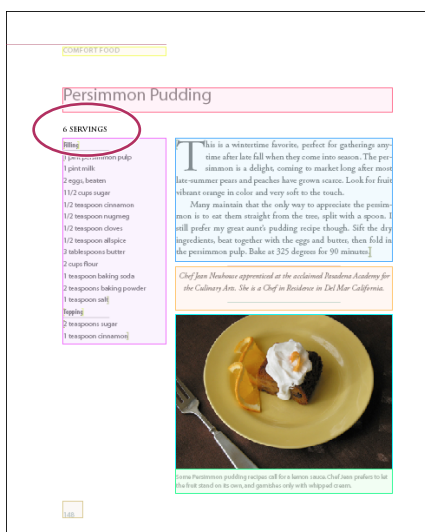 COMFORT FOOD
Persimmon Pudding
6 SERVINGS
Filling
1 pint persimmon pulp
1 pint milk
2 eggs, beaten
1 1/2 cups sugar
1/2 teaspoon cinnamon
1/2 teaspoon nugmeg
1/2 teaspoon cloves
1/2 teaspoon allspice
3 tablespoons butter
2 cups flour
1 teaspoon baking soda
2 teaspoons baking powder
1 teaspoon salt
Topping
2 teaspoons sugar
1 teaspoon cinnamon
This is a wintertime favorite, perfect for gatherings any-
time after late fall when they come into season. The per-
simmon is a delight, coming to market long after most
late-summer pears and peaches have grown scarce. Look for fruit
vibrant orange in color and very soft to the touch.
Many maintain that the only way to appreciate the persim-
mon is to eat them straight from the tree, split with a spoon. I
still prefer my great aunt's pudding recipe though. Sift the dry
ingredients, beat together with the eggs and butter, then fold in
the persimmon pulp. Bake at 325 degrees for 90 minutes.
Chef Jean Neuhouse apprenticed at the acclaimed Pasadena Academy for
the Culinary Arts. She is a Chef in Residence in Del Mar California.
Some Persimmon pudding recipes call for a lemon sauce. Chef Jean prefers to let
the fruit stand on its own, and garnishes only with whipped cream.
148